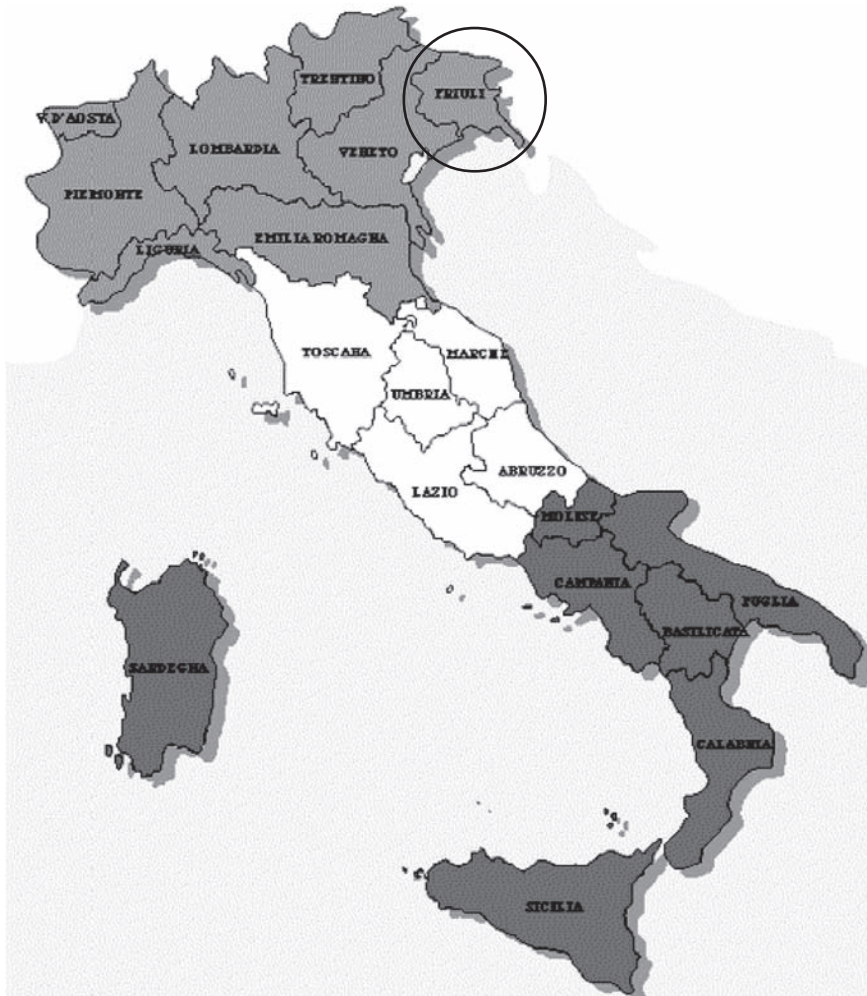 TRENTINO
FRIULI
V.D'AOSTA
LOMBARDIA
VENETO
PIEMONTE
EMILIA ROMAGNA
LIGURIA
TOSCANA
MARCHE
UMBRIA
ABRUZZO
LAZIO
MOLESE
CAMPANIA
PUGLIA
BASILICATA
SARDEGNA
CALABRIA
SICILIA